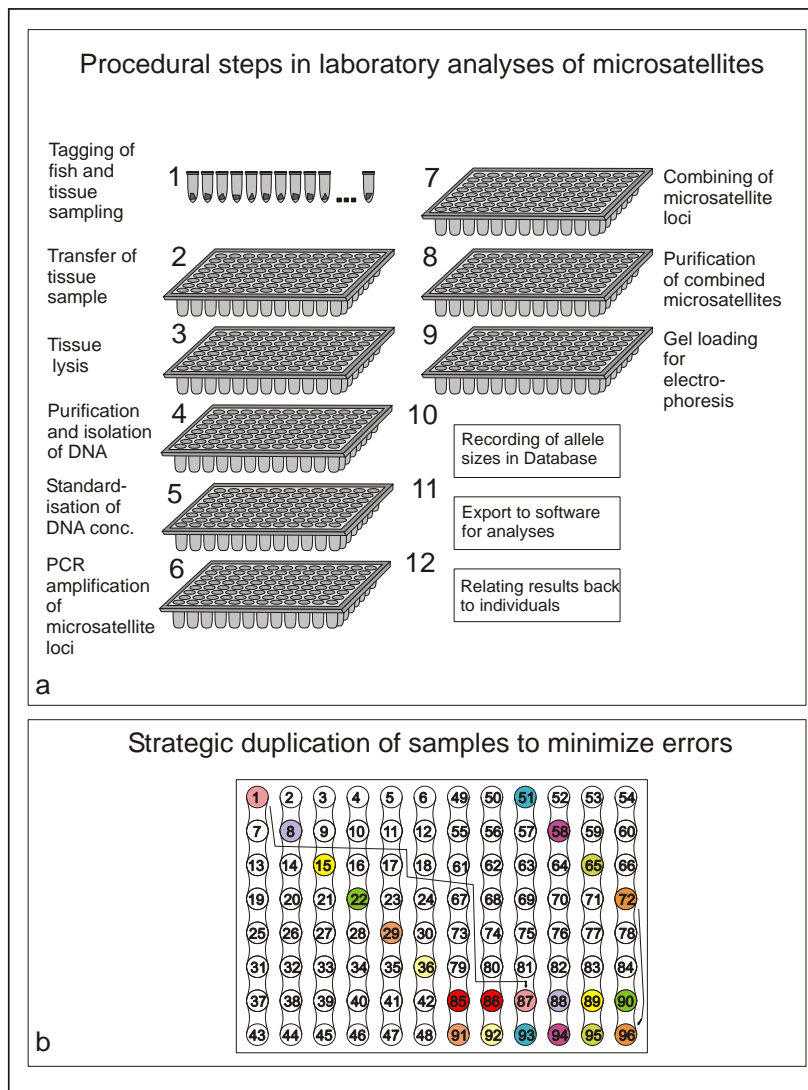 Procedural steps in laboratory analyses of microsatellites
Tagging of
fish and
tissue
sampling
1
Transfer of
tissue
sample
2
Tissue
lysis
3
Purification
and isolation
of DNA
4
Standard-
isation of
DNA conc.
5
PCR
amplification
of
microsatellite
loci
6
7
Combining of
microsatellite
loci
8
Purification
of combined
microsatellites
9
Gel loading
for
electro-
phoresis
10
Recording of allele
sizes in Database
11
Export to software
for analyses
12
Relating results back
to individuals
a
Strategic duplication of samples to minimize errors
1 2 3 4 5 6 49 50 51 52 53 54
7 8 9 10 11 12 55 56 57 58 59 60
13 14 15 16 17 18 61 62 63 64 65 66
19 20 21 22 23 24 67 68 69 70 71 72
25 26 27 28 29 30 73 74 75 76 77 78
31 32 33 34 35 36 79 80 81 82 83 84
37 38 39 40 41 42 85 86 87 88 89 90
43 44 45 46 47 48 91 92 93 94 95 96
b